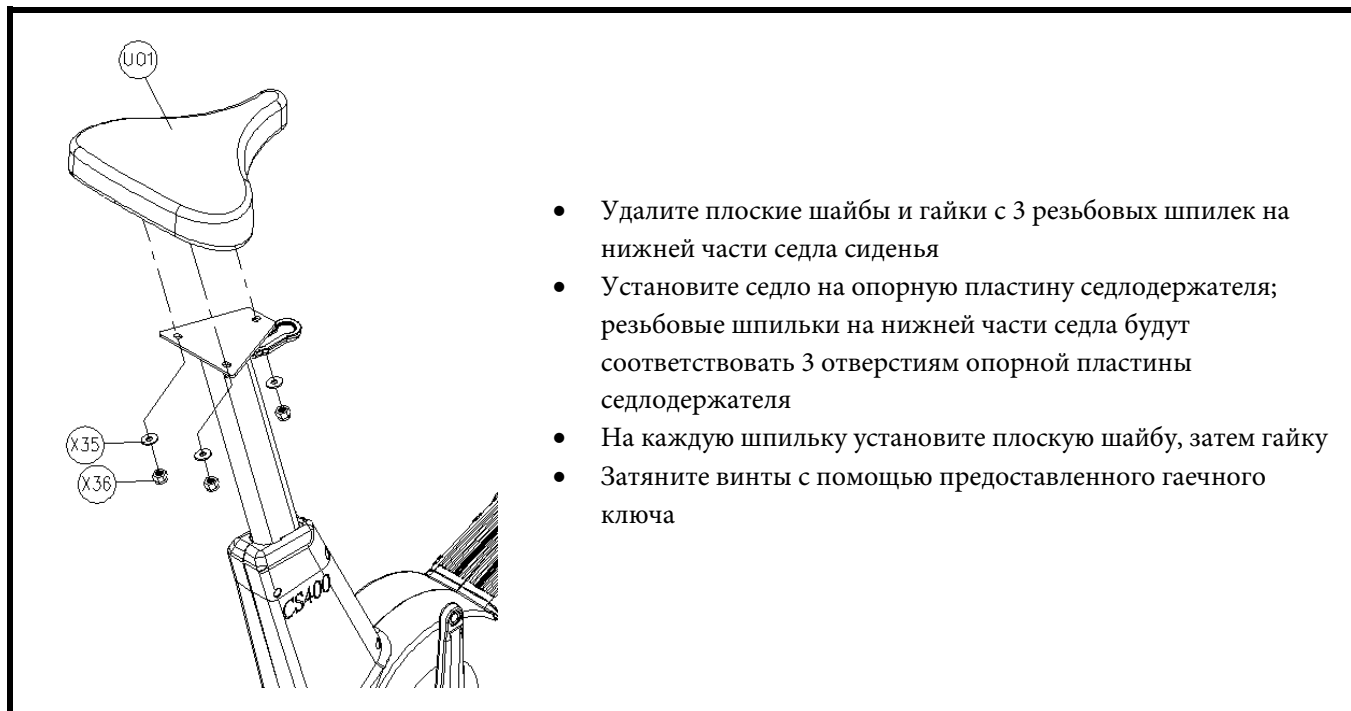 U01
• Удалите плоские шайбы и гайки с 3 резьбовых шпилек на
нижней части седла сиденья
• Установите седло на опорную пластину седлодержателя;
резьбовые шпильки на нижней части седла будут
соответствовать 3 отверстиям опорной пластины
седлодержателя
X35
• На каждую шпильку установите плоскую шайбу, затем гайку
X36
• Затяните винты с помощью предоставленного гаечного
ключа
CS400